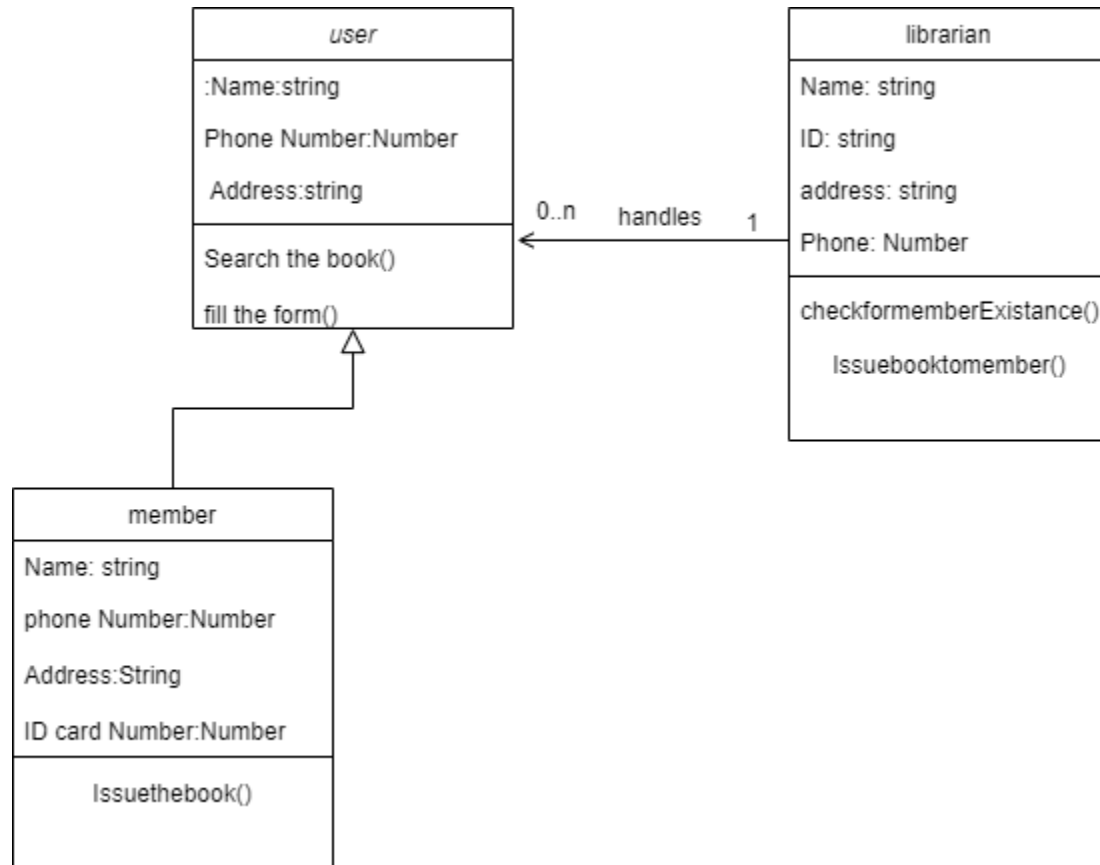 user
:Name:string
Phone Number:Number
Address:string
Search the book()
fill the form()
0..n
handles
1
librarian
Name: string
ID: string
address: string
Phone: Number
checkformemberExistance()
Issuebooktomember()
member
Name: string
phone Number:Number
Address:String
ID card Number:Number
Issuethebook()